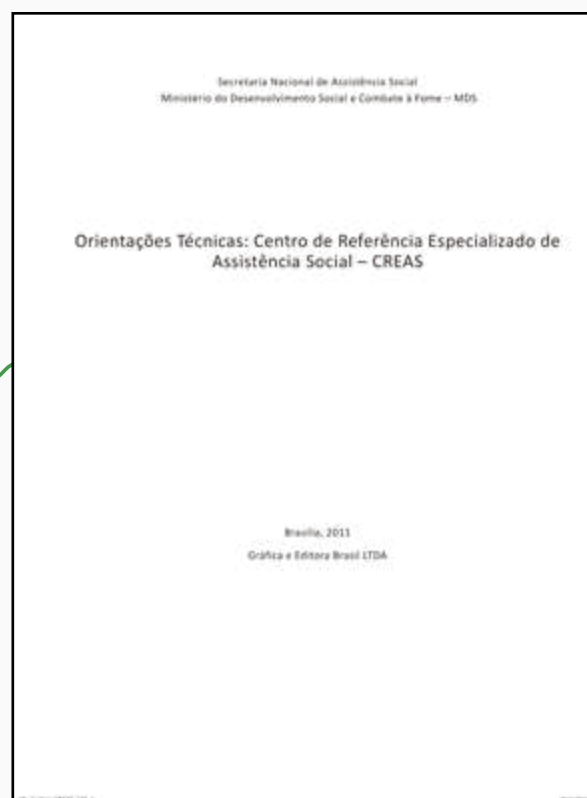 Secretaria Nacional de Assistência Social
Ministério do Desenvolvimento Social e Combate à Fome – MDS
Orientações Técnicas: Centro de Referência Especializado de
Assistência Social – CREAS
Brasília, 2011
Gráfica e Editora Brasil LTDA